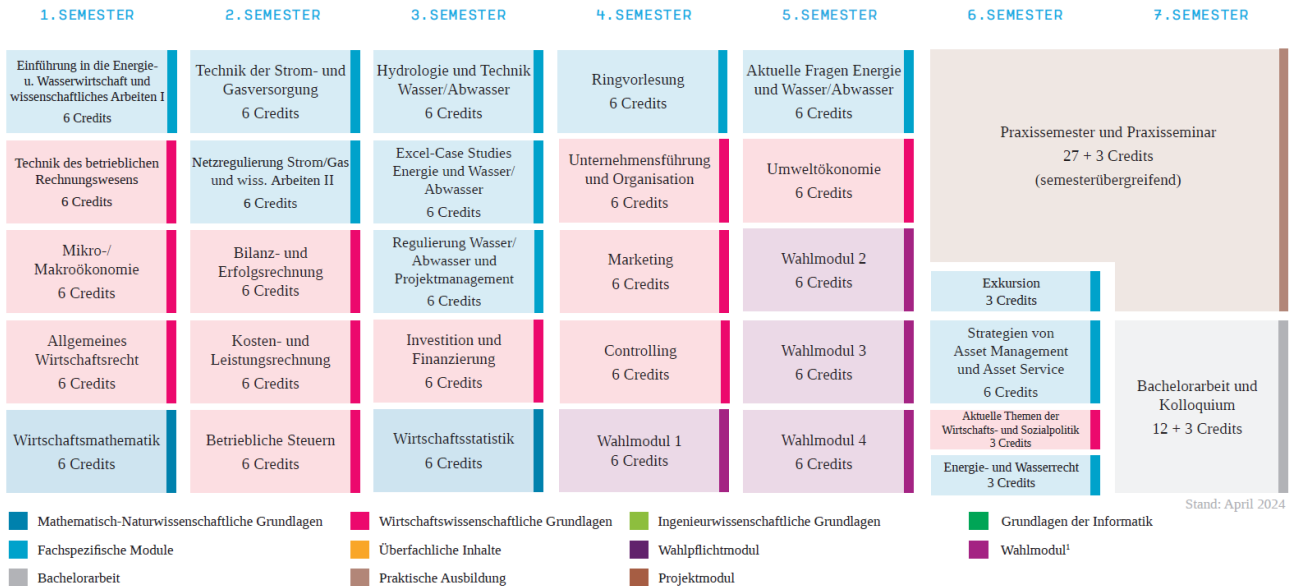 1.SEMESTER
2.SEMESTER
3.SEMESTER
4.SEMESTER
5.SEMESTER
6.SEMESTER
7.SEMESTER
Einführung in die Energie-
u. Wasserwirtschaft und
wissenschaftliches Arbeiten I
6 Credits
Technik des betrieblichen
Rechnungswesens
6 Credits
Mikro-/
Makroökonomie
6 Credits
Allgemeines
Wirtschaftsrecht
6 Credits
Wirtschaftsmathematik
6 Credits
Technik der Strom- und
Gasversorgung
6 Credits
Netzregulierung Strom/Gas
und wiss. Arbeiten II
6 Credits
Bilanz- und
Erfolgsrechnung
6 Credits
Kosten- und
Leistungsrechnung
6 Credits
Betriebliche Steuern
6 Credits
Hydrologie und Technik
Wasser/Abwasser
6 Credits
Excel-Case Studies
Energie und Wasser/
Abwasser
6 Credits
Regulierung Wasser/
Abwasser und
Projektmanagement
6 Credits
Investition und
Finanzierung
6 Credits
Wirtschaftsstatistik
6 Credits
Ringvorlesung
6 Credits
Unternehmensführung
und Organisation
6 Credits
Marketing
6 Credits
Controlling
6 Credits
Wahlmodul 1
6 Credits
Aktuelle Fragen Energie
und Wasser/Abwasser
6 Credits
Umweltökonomie
6 Credits
Wahlmodul 2
6 Credits
Wahlmodul 3
6 Credits
Wahlmodul 4
6 Credits
Praxissemester und Praxisseminar
27 + 3 Credits
(semesterübergreifend)
Exkursion
3 Credits
Strategien von
Asset Management
und Asset Service
6 Credits
Aktuelle Themen der
Wirtschafts- und Sozialpolitik
3 Credits
Energie- und Wasserrecht
3 Credits
Bachelorarbeit und
Kolloquium
12 + 3 Credits
Stand: April 2024
Mathematisch-Naturwissenschaftliche Grundlagen
Wirtschaftswissenschaftliche Grundlagen
Ingenieurwissenschaftliche Grundlagen
Grundlagen der Informatik
Fachspezifische Module
Überfachliche Inhalte
Wahlpflichtmodul
Wahlmodul¹
Bachelorarbeit
Praktische Ausbildung
Projektmodul